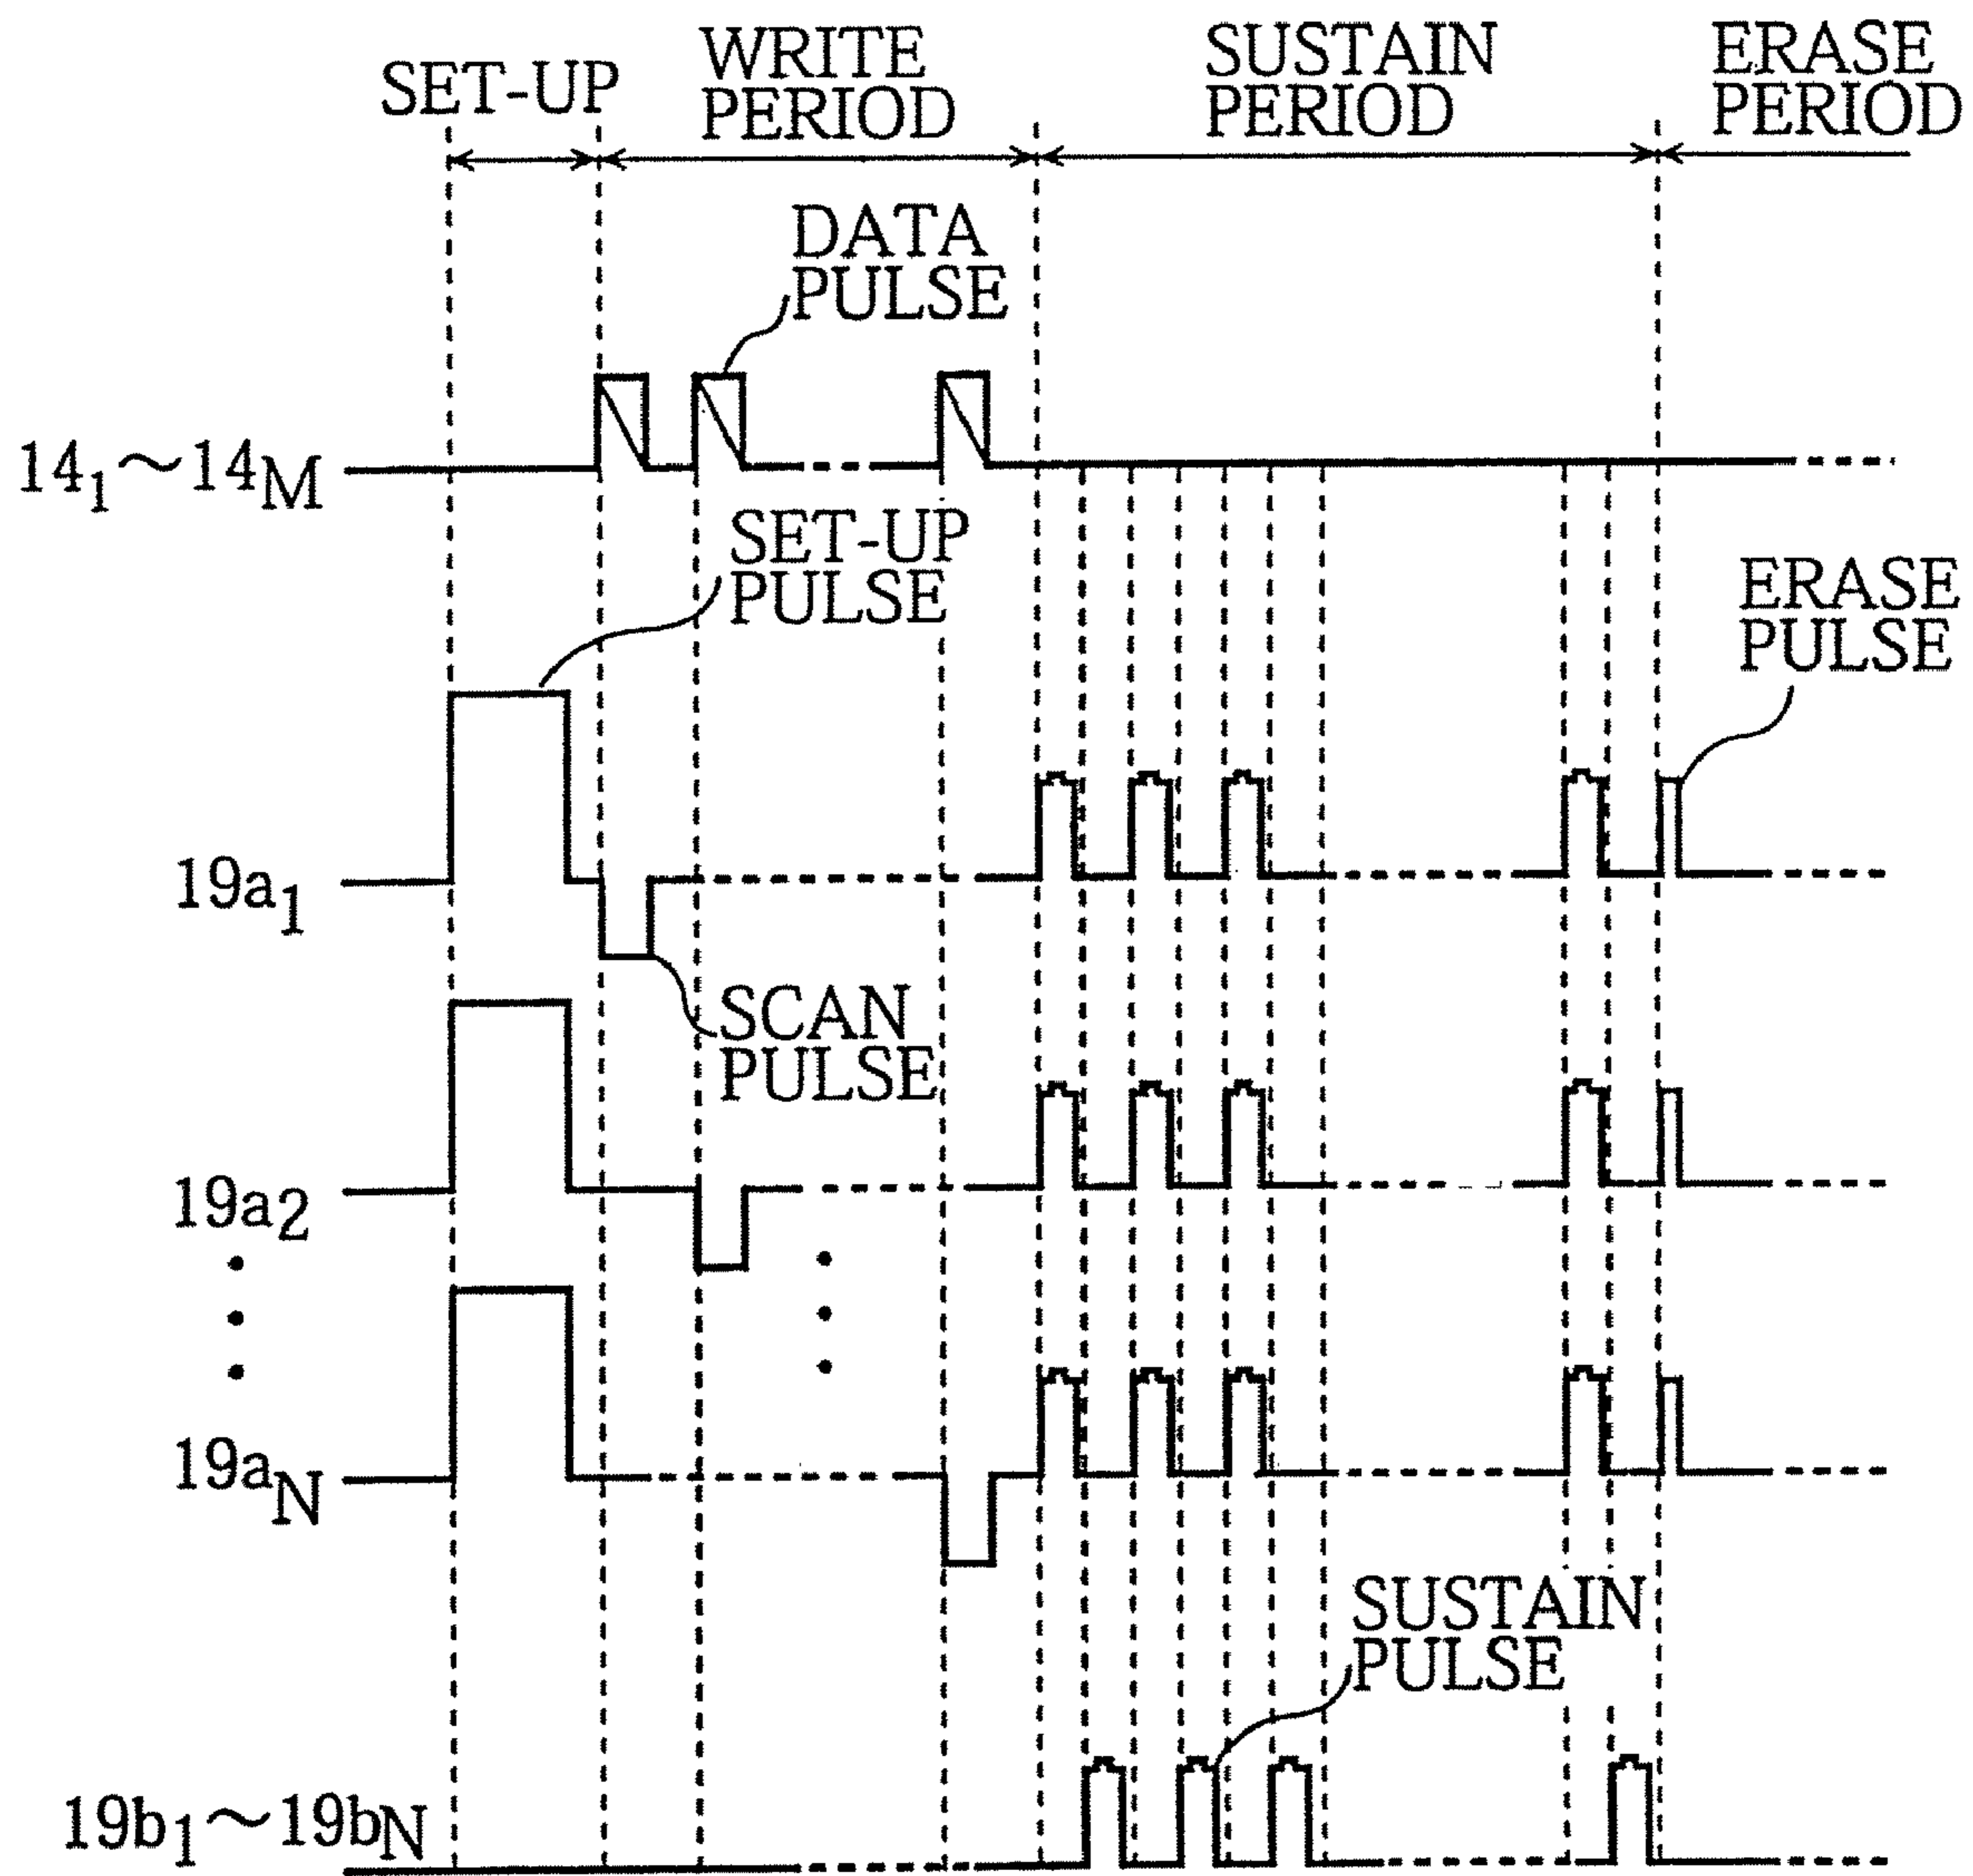 SET-UP
WRITE
PERIOD
SUSTAIN
PERIOD
ERASE
PERIOD
DATA
PULSE
14₁～14M
SET-UP
PULSE
ERASE
PULSE
19a₁
SCAN
PULSE
19a₂
19aN
SUSTAIN
PULSE
19b₁～19bN